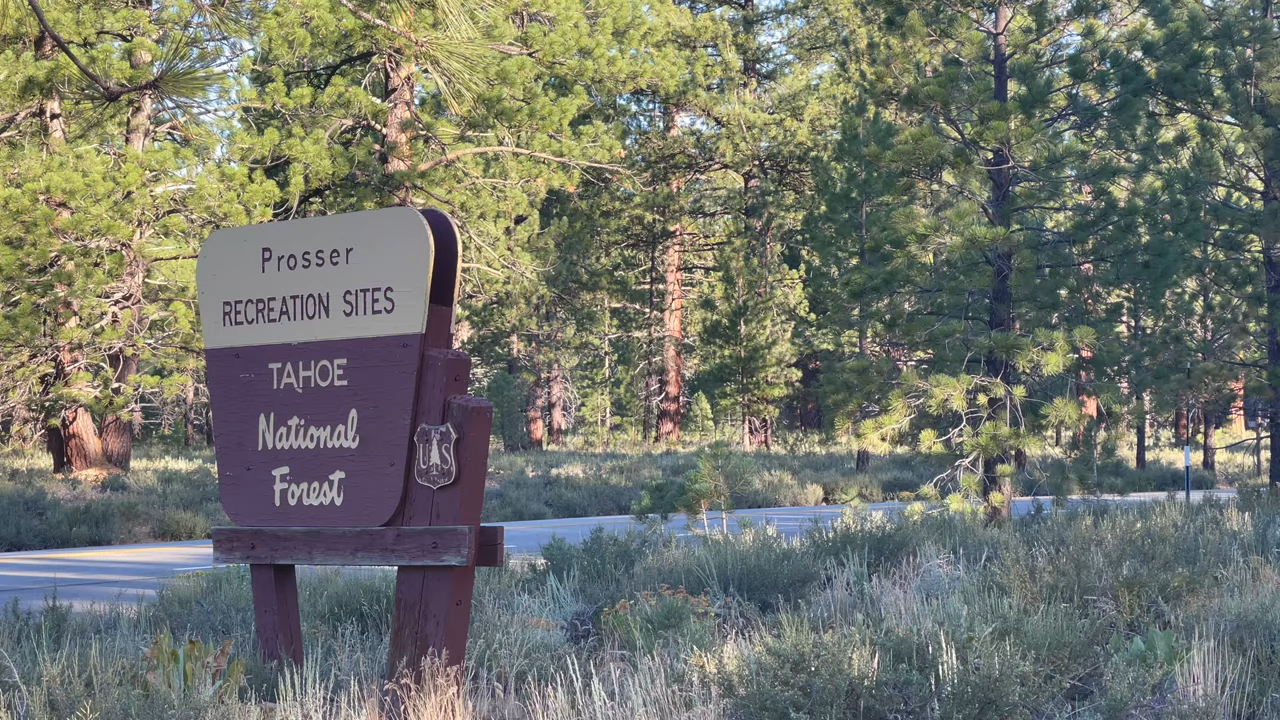 Prosser
RECREATION SITES
TAHOE
National
Forest
U S